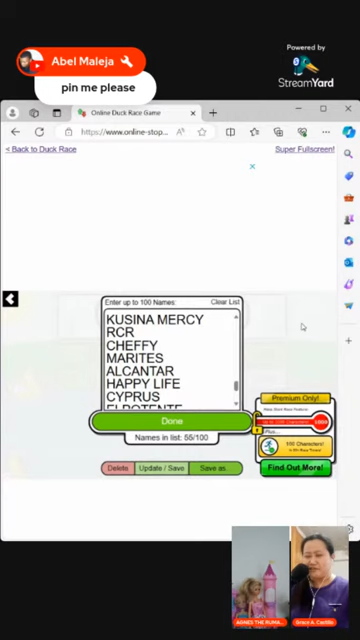 Abel Maleja
pin me please
Powered by
StreamYard
Online Duck Race Game
https://www.online-stop...
< Back to Duck Race
Super Fullscreen!
Enter up to 100 Names:
Clear List
KUSINA MERCY
RCR
CHEFFY
MARITES
ALCANTAR
HAPPY LIFE
CYPRUS
ELPOTENTE
Done
Names in list: 55/100
Delete
Update / Save
Save as...
Premium Only!
1000
Plus...
100 Characters!
Find Out More!
AGNES THE RUMA...
Grace A. Castillo